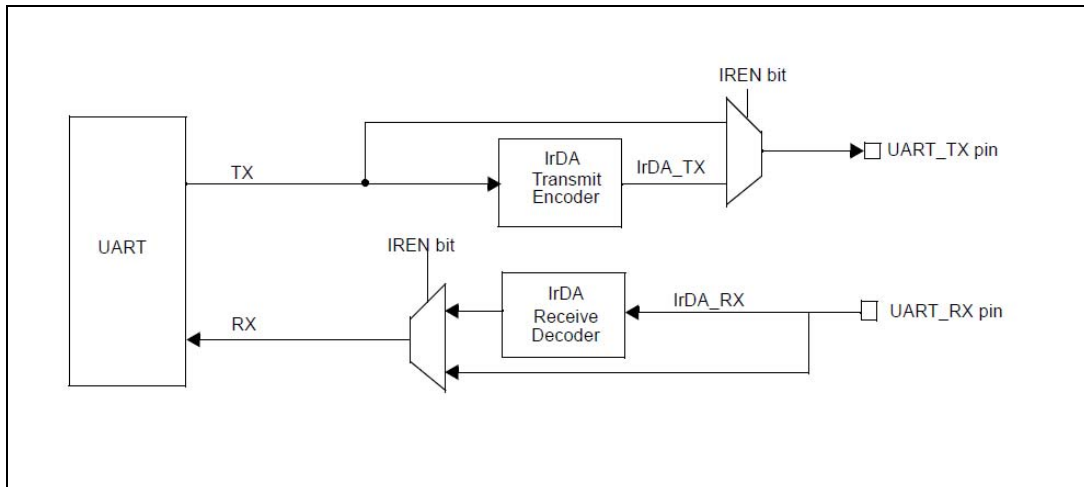 IREN bit
IrDA
Transmit
Encoder
TX
IrDA_TX
UART_TX pin
UART
IREN bit
IrDA
Receive
Decoder
IrDA_RX
UART_RX pin
RX